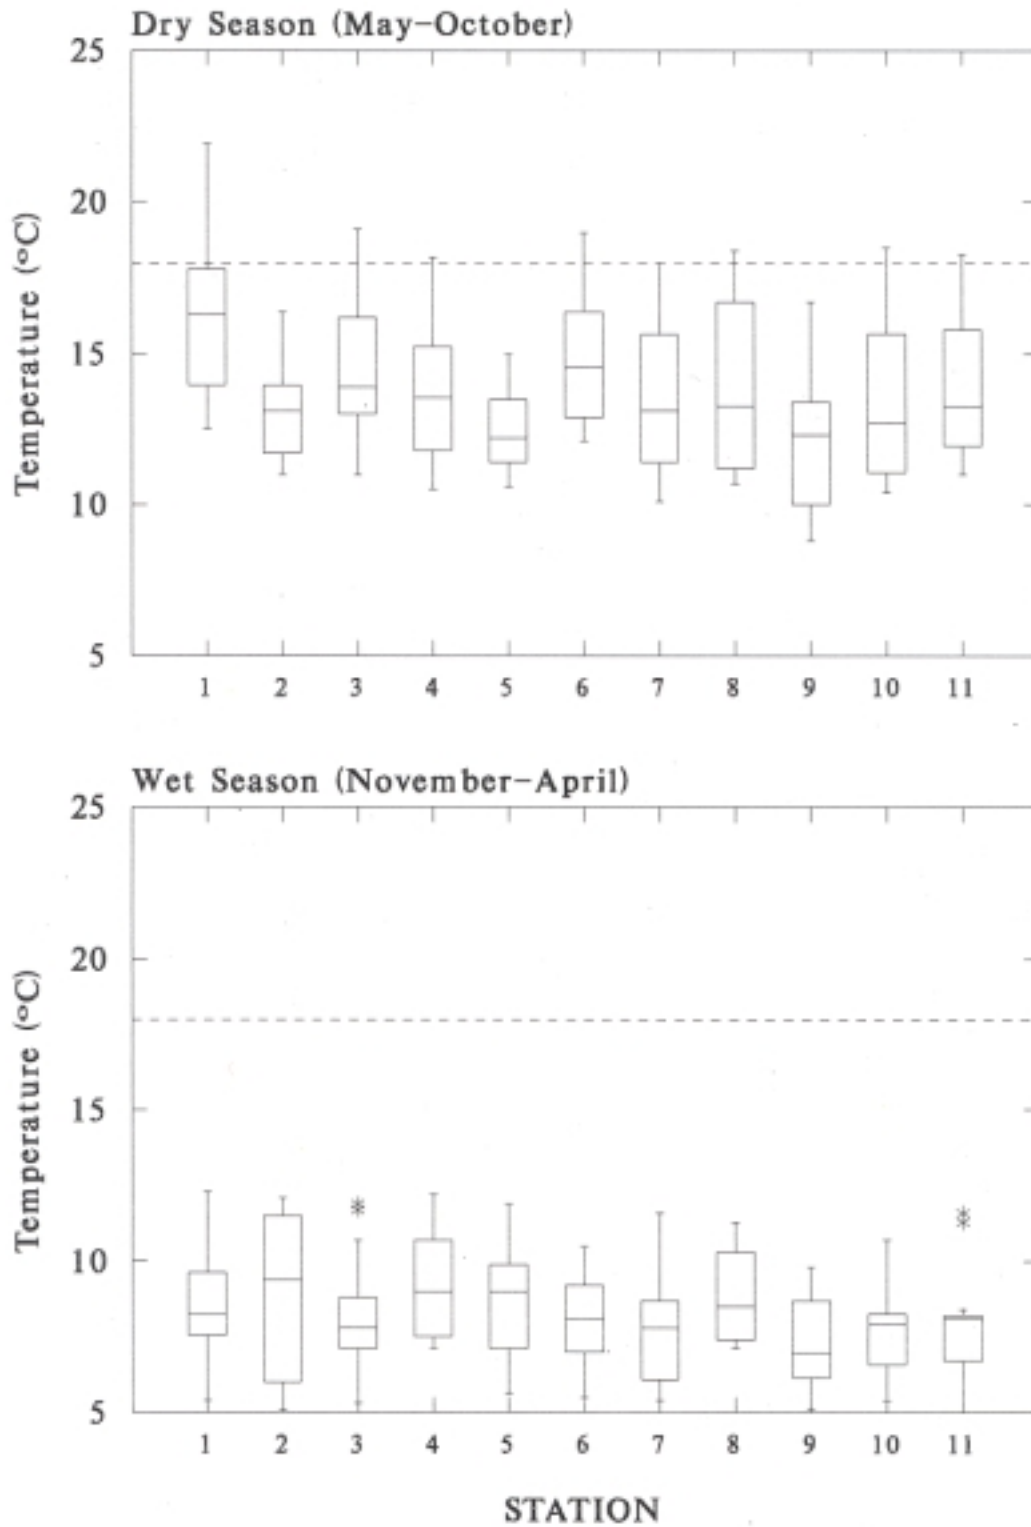 Dry Season (May-October)
25
20
15
10
5
Temperature (°C)
1 2 3 4 5 6 7 8 9 10 11
Wet Season (November-April)
25
20
15
10
5
Temperature (°C)
1 2 3 4 5 6 7 8 9 10 11
STATION